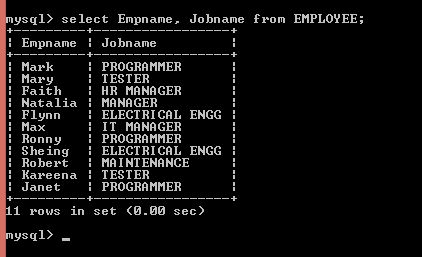 mysql> select Empname, Jobname from EMPLOYEE;
+---------+-----------------+
| Empname | Jobname         |
+---------+-----------------+
| Mark    | PROGRAMMER      |
| Mary    | TESTER          |
| Faith   | HR MANAGER      |
| Natalia | MANAGER         |
| Flynn   | ELECTRICAL ENGG |
| Max     | IT MANAGER      |
| Ronny   | PROGRAMMER      |
| Sheing  | ELECTRICAL ENGG |
| Robert  | MAINTENANCE     |
| Kareena | TESTER          |
| Janet   | PROGRAMMER      |
+---------+-----------------+
11 rows in set (0.00 sec)
mysql> _